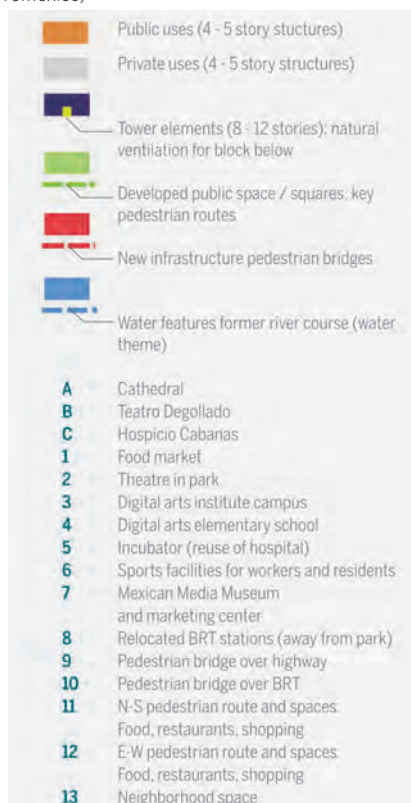 Public uses (4 - 5 story stuctures)
Private uses (4 - 5 story structures)
Tower elements (8 - 12 stories); natural
ventilation for block below
Developed public space / squares; key
pedestrian routes
New infrastructure pedestrian bridges
Water features former river course (water
theme)
A Cathedral
B Teatro Degollado
C Hospicio Cabanas
1 Food market
2 Theatre in park
3 Digital arts institute campus
4 Digital arts elementary school
5 Incubator (reuse of hospital)
6 Sports facilities for workers and residents
7 Mexican Media Museum
and marketing center
8 Relocated BRT stations (away from park)
9 Pedestrian bridge over highway
10 Pedestrian bridge over BRT
11 N-S pedestrian route and spaces.
Food, restaurants, shopping
12 E-W pedestrian route and spaces.
Food, restaurants, shopping
13 Neighborhood space